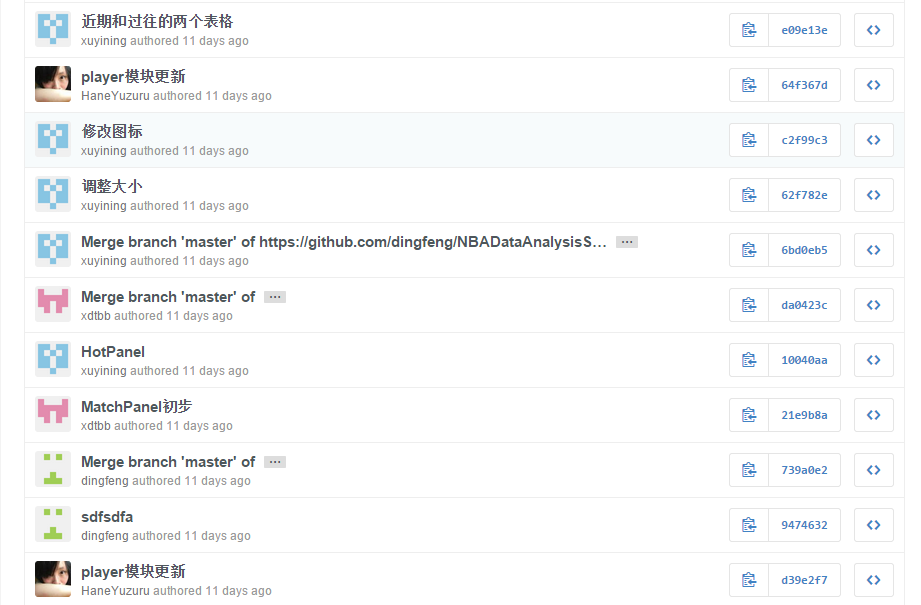 近期和过往的两个表格
e09e13e
xuyining authored 11 days ago
player模块更新
64f367d
HaneYuzuru authored 11 days ago
修改图标
c2f99c3
xuyining authored 11 days ago
调整大小
62f782e
xuyining authored 11 days ago
Merge branch 'master' of https://github.com/dingfeng/NBADataAnalysisS... ...
6bd0eb5
xuyining authored 11 days ago
Merge branch 'master' of ...
da0423c
xdtbb authored 11 days ago
HotPanel
10040aa
xuyining authored 11 days ago
MatchPanel初步
21e9b8a
xdtbb authored 11 days ago
Merge branch 'master' of ...
739a0e2
dingfeng authored 11 days ago
sdfsdfa
9474632
dingfeng authored 11 days ago
player模块更新
d39e2f7
HaneYuzuru authored 11 days ago